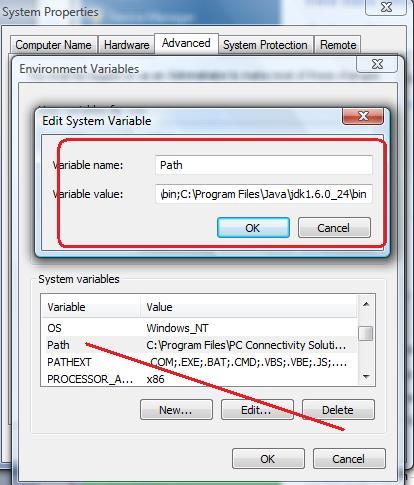 System Properties
Computer Name Hardware Advanced System Protection Remote
Environment Variables
Edit System Variable
Variable name: Path
Variable value: \bin;C:\Program Files\Java\jdk1.6.0_24\bin
OK Cancel
System variables
Variable Value
OS Windows_NT
Path C:\Program Files\PC Connectivity Soluti...
PATHEXT .COM;.EXE;.BAT;.CMD;.VBS;.VBE;.JS;....
PROCESSOR_A... x86
New... Edit... Delete
OK Cancel